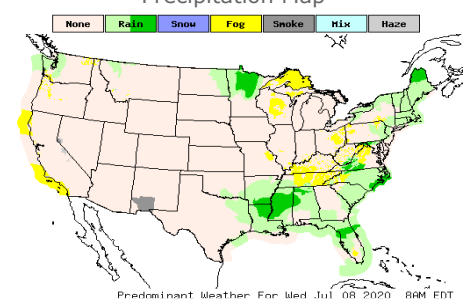 Precipitation Map
None Rain Snow Fog Smoke Mix Haze
Predominant Weather For Wed Jul 08 2020 8AM EDT